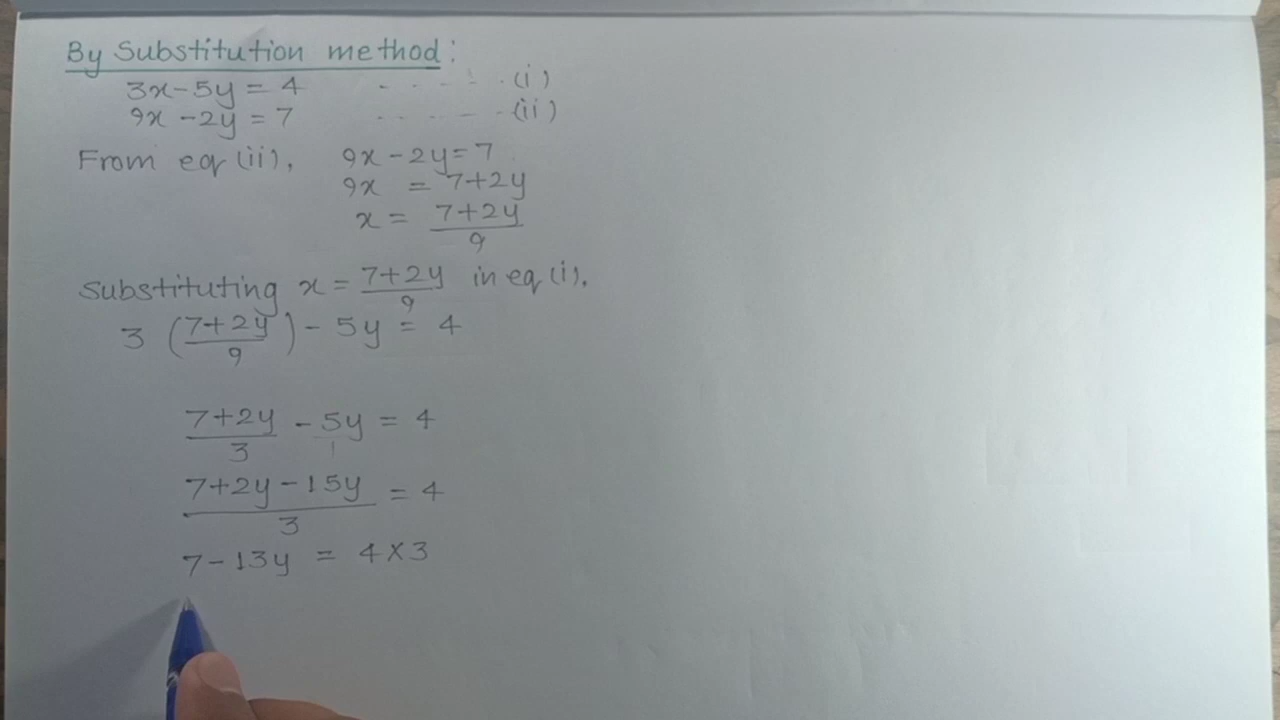 By Substitution method:
3x - 5y = 4 - - - - - - (i)
9x - 2y = 7 - - - - - - - (ii)
From eq (ii), 9x - 2y = 7
9x = 7+2y
x = 7+2y / 9
Substituting x = 7+2y / 9 in eq (i),
3 (7+2y / 9) - 5y = 4
7+2y / 3 - 5y / 1 = 4
7+2y - 15y / 3 = 4
7 - 13y = 4 × 3